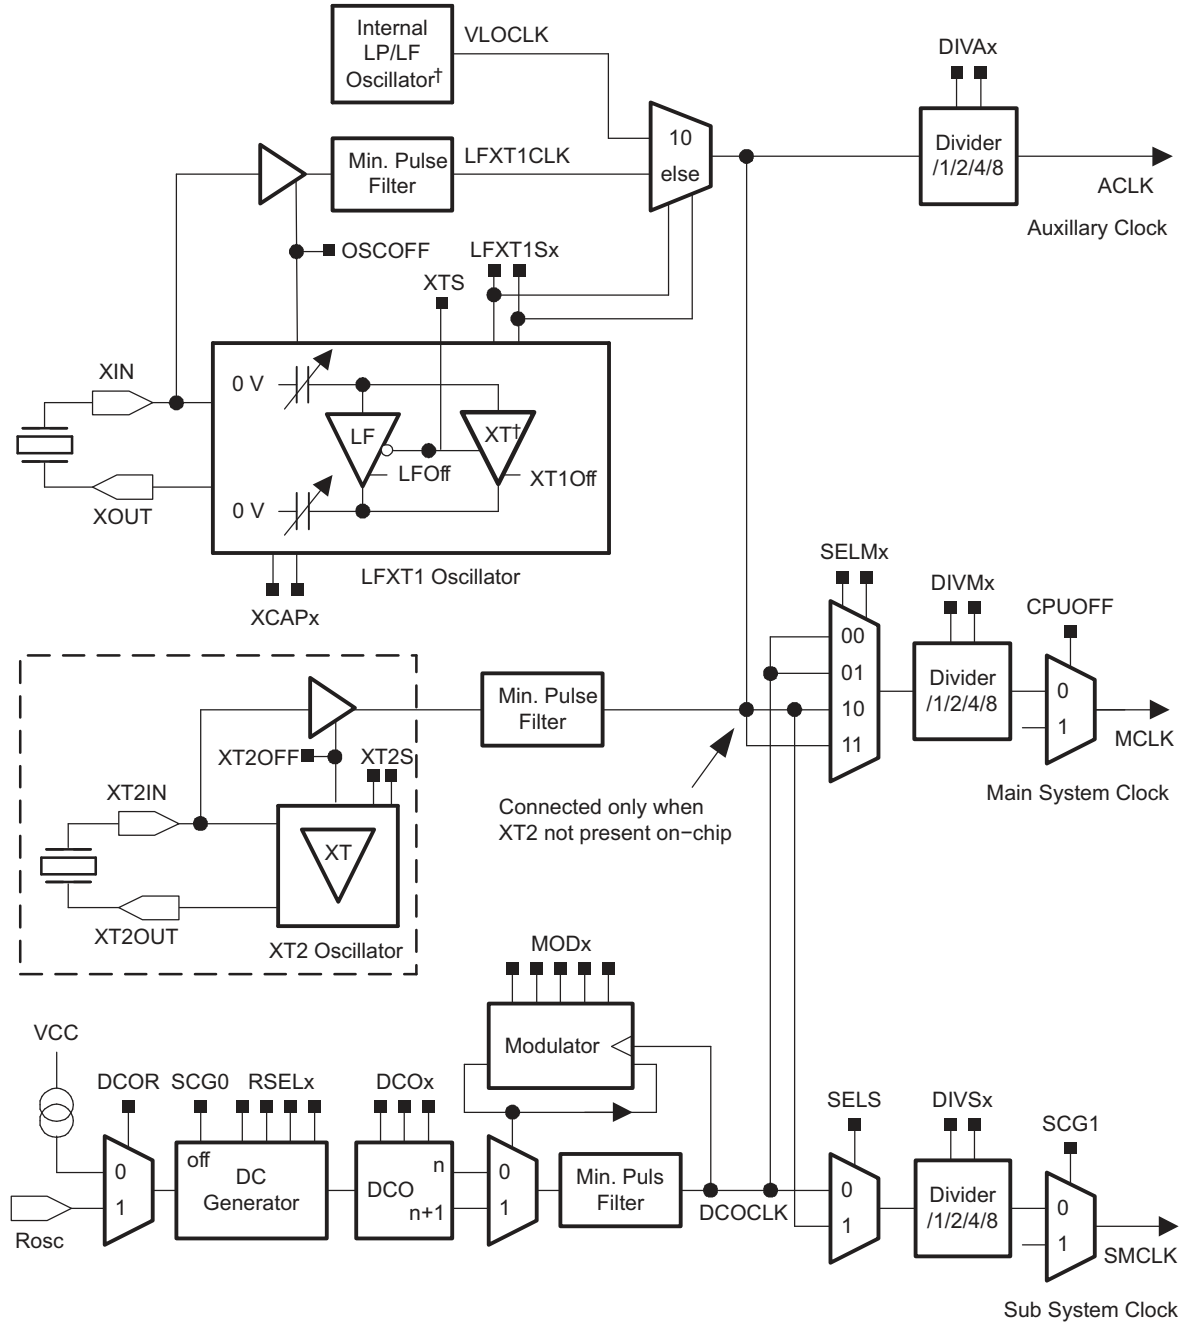 Internal
LP/LF
Oscillator†
VLOCLK
DIVAx
10
else
Divider
/1/2/4/8
ACLK
Auxillary Clock
Min. Pulse
Filter
LFXT1CLK
OSCOFF
LFXT1Sx
XTS
XIN
XOUT
0 V
LF
XT†
LFOff
XT1Off
0 V
LFXT1 Oscillator
XCAPx
SELMx
DIVMx
CPUOFF
00
01
10
11
Divider
/1/2/4/8
0
1
MCLK
Main System Clock
Min. Pulse
Filter
XT2OFF
XT2S
XT2IN
XT
XT2OUT
XT2 Oscillator
Connected only when
XT2 not present on−chip
MODx
Modulator
VCC
DCOR
SCG0
RSELx
DCOx
0
1
Rosc
off
DC
Generator
DCO
n
n+1
0
1
Min. Puls
Filter
DCOCLK
SELS
DIVSx
SCG1
0
1
Divider
/1/2/4/8
0
1
SMCLK
Sub System Clock